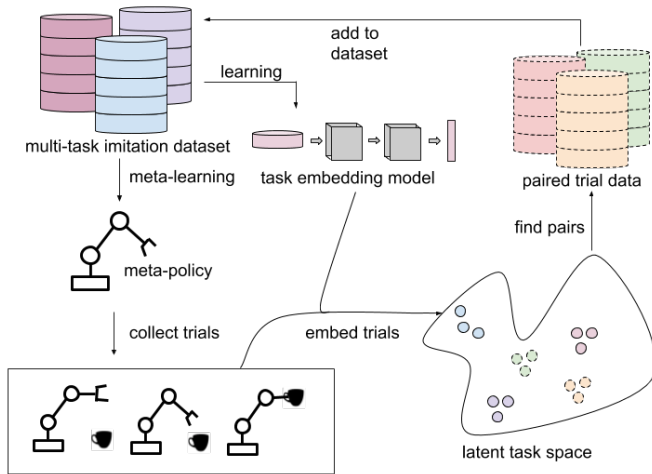 add to
dataset
learning
multi-task imitation dataset
task embedding model
paired trial data
meta-learning
find pairs
meta-policy
collect trials
embed trials
latent task space